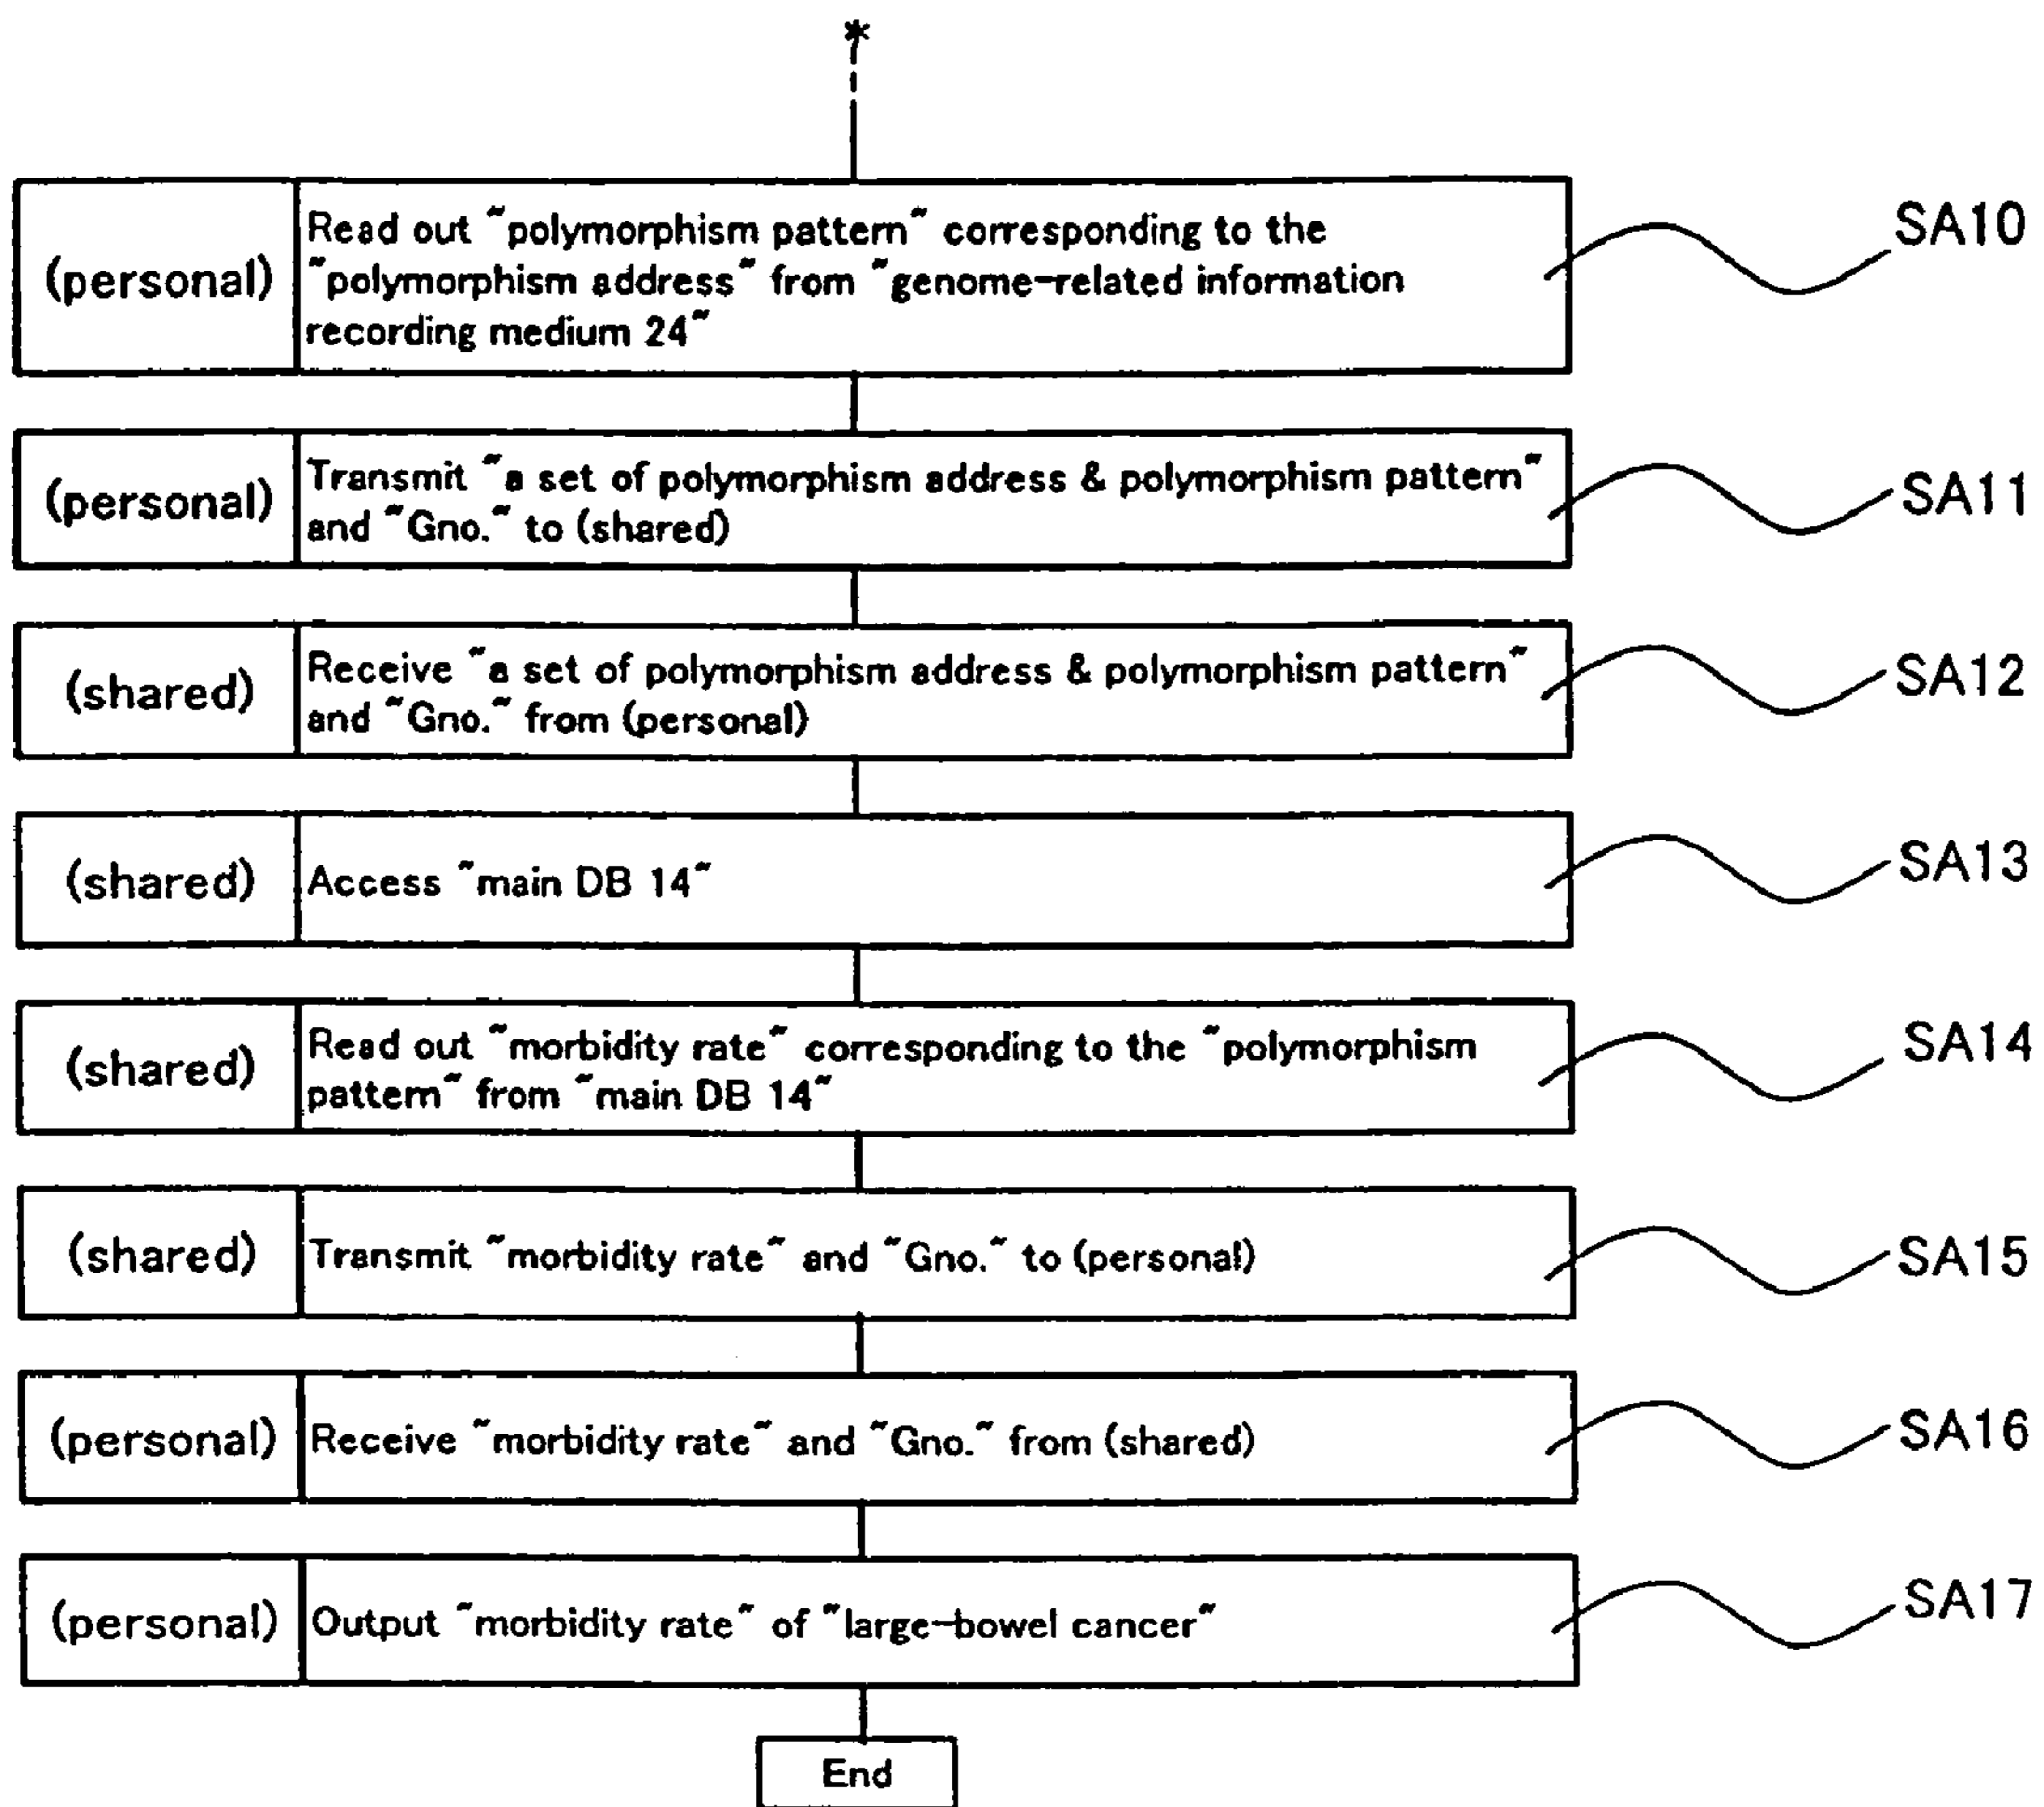 *
(personal)
Read out "polymorphism pattern" corresponding to the
"polymorphism address" from "genome-related information
recording medium 24"
SA10
(personal)
Transmit "a set of polymorphism address & polymorphism pattern"
and "Gno." to (shared)
SA11
(shared)
Receive "a set of polymorphism address & polymorphism pattern"
and "Gno." from (personal)
SA12
(shared)
Access "main DB 14"
SA13
(shared)
Read out "morbidity rate" corresponding to the "polymorphism
pattern" from "main DB 14"
SA14
(shared)
Transmit "morbidity rate" and "Gno." to (personal)
SA15
(personal)
Receive "morbidity rate" and "Gno." from (shared)
SA16
(personal)
Output "morbidity rate" of "large-bowel cancer"
SA17
End